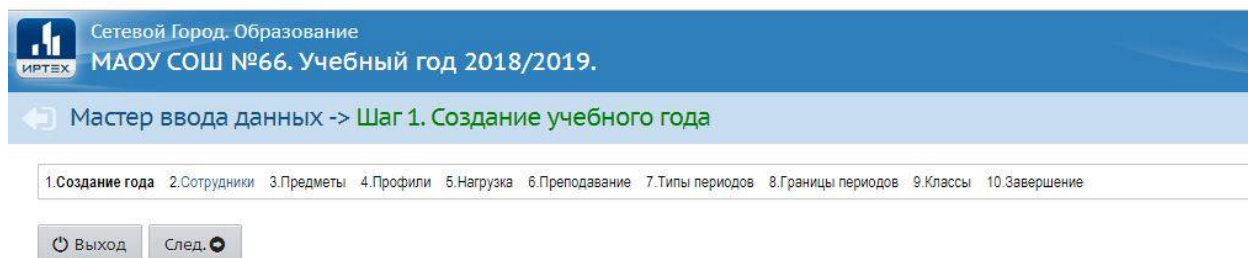 Сетевой Город. Образование
ИРТЕХ МАОУ СОШ №66. Учебный год 2018/2019.
Мастер ввода данных -> Шаг 1. Создание учебного года
1.Создание года 2.Сотрудники 3.Предметы 4.Профили 5.Нагрузка 6.Преподавание 7.Типы периодов 8.Границы периодов 9.Классы 10.Завершение
Выход След.